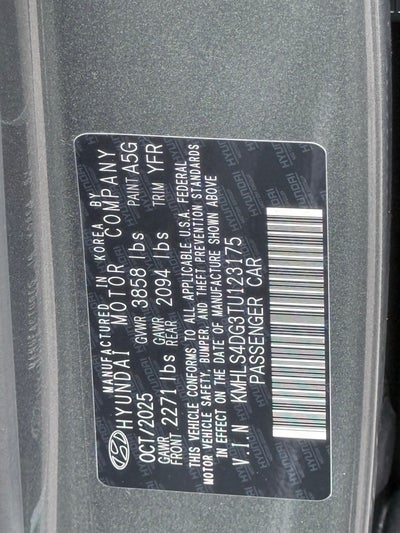 MANUFACTURED IN KOREA BY
HYUNDAI MOTOR COMPANY
OCT/2025 GVWR 3858 lbs PAINT A5G
GAWR FRONT 2271 lbs GAWR REAR 2094 lbs TRIM YFR
THIS VEHICLE CONFORMS TO ALL APPLICABLE U.S.A. FEDERAL
MOTOR VEHICLE SAFETY, BUMPER, AND THEFT PREVENTION STANDARDS
IN EFFECT ON THE DATE OF MANUFACTURE SHOWN ABOVE
V.I.N KMHLS4DG3TU123175
PASSENGER CAR